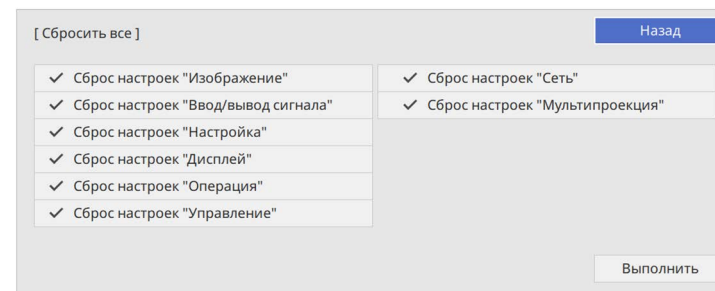 [ Сбросить все ]
Назад
Сброс настроек "Изображение"
Сброс настроек "Ввод/вывод сигнала"
Сброс настроек "Настройка"
Сброс настроек "Дисплей"
Сброс настроек "Операция"
Сброс настроек "Управление"
Сброс настроек "Сеть"
Сброс настроек "Мультипроекция"
Выполнить